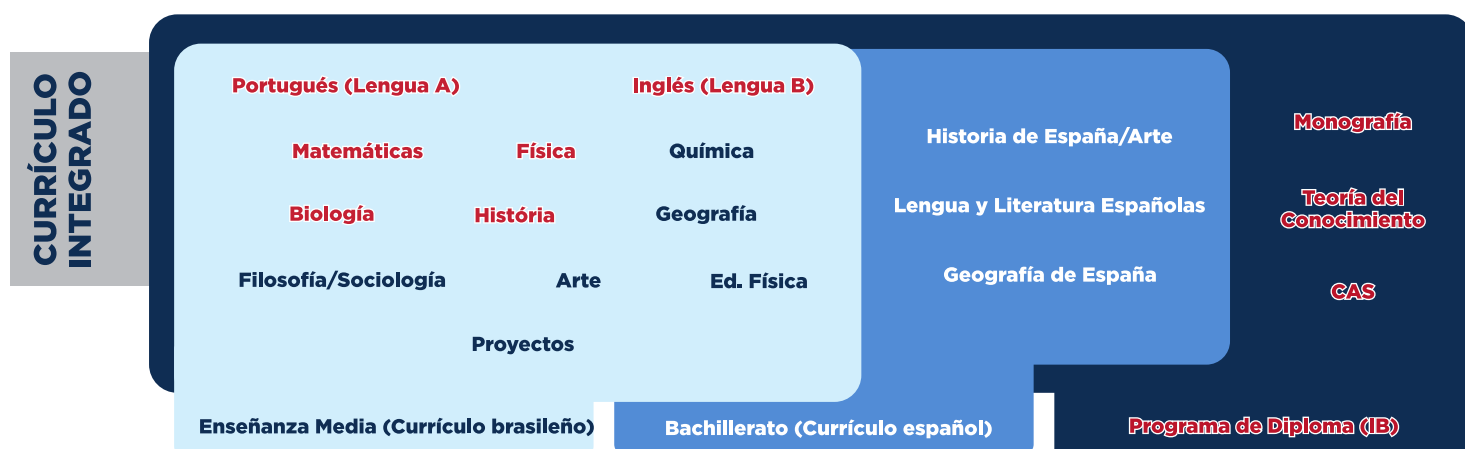 CURRÍCULO
INTEGRADO
Portugués (Lengua A)
Inglés (Lengua B)
Matemáticas
Física
Química
Biología
História
Geografía
Filosofía/Sociología
Arte
Ed. Física
Proyectos
Enseñanza Media (Currículo brasileño)
Historia de España/Arte
Lengua y Literatura Españolas
Geografía de España
Bachillerato (Currículo español)
Monografía
Teoría del
Conocimiento
CAS
Programa de Diploma (IB)